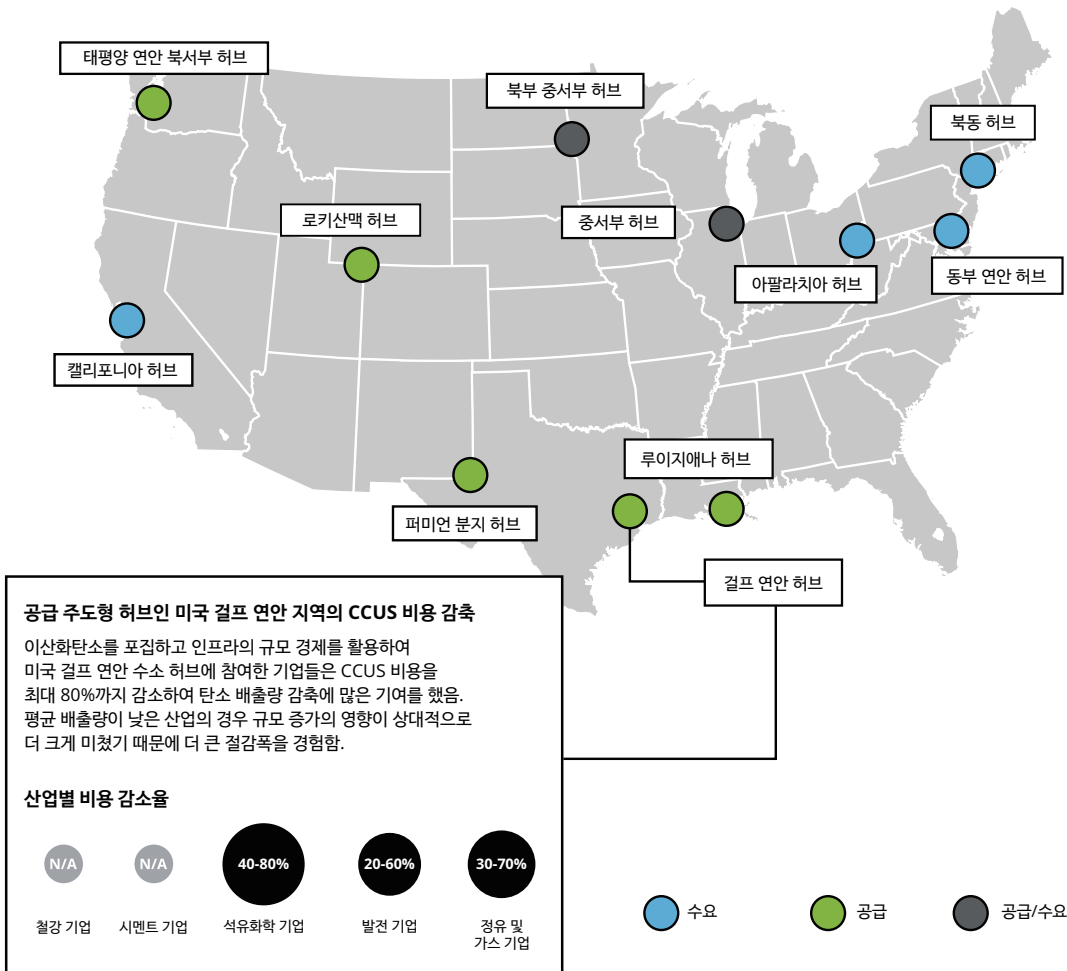 태평양 연안 북서부 허브
북부 중서부 허브
북동 허브
로키산맥 허브
중서부 허브
아팔라치아 허브
동부 연안 허브
캘리포니아 허브
루이지애나 허브
퍼미언 분지 허브
걸프 연안 허브
공급 주도형 허브인 미국 걸프 연안 지역의 CCUS 비용 감축
이산화탄소를 포집하고 인프라의 규모 경제를 활용하여
미국 걸프 연안 수소 허브에 참여한 기업들은 CCUS 비용을
최대 80%까지 감소하여 탄소 배출량 감축에 많은 기여를 했음.
평균 배출량이 낮은 산업의 경우 규모 증가의 영향이 상대적으로
더 크게 미쳤기 때문에 더 큰 절감폭을 경험함.
산업별 비용 감소율
N/A
N/A
40-80%
20-60%
30-70%
철강 기업
시멘트 기업
석유화학 기업
발전 기업
정유 및
가스 기업
수요
공급
공급/수요